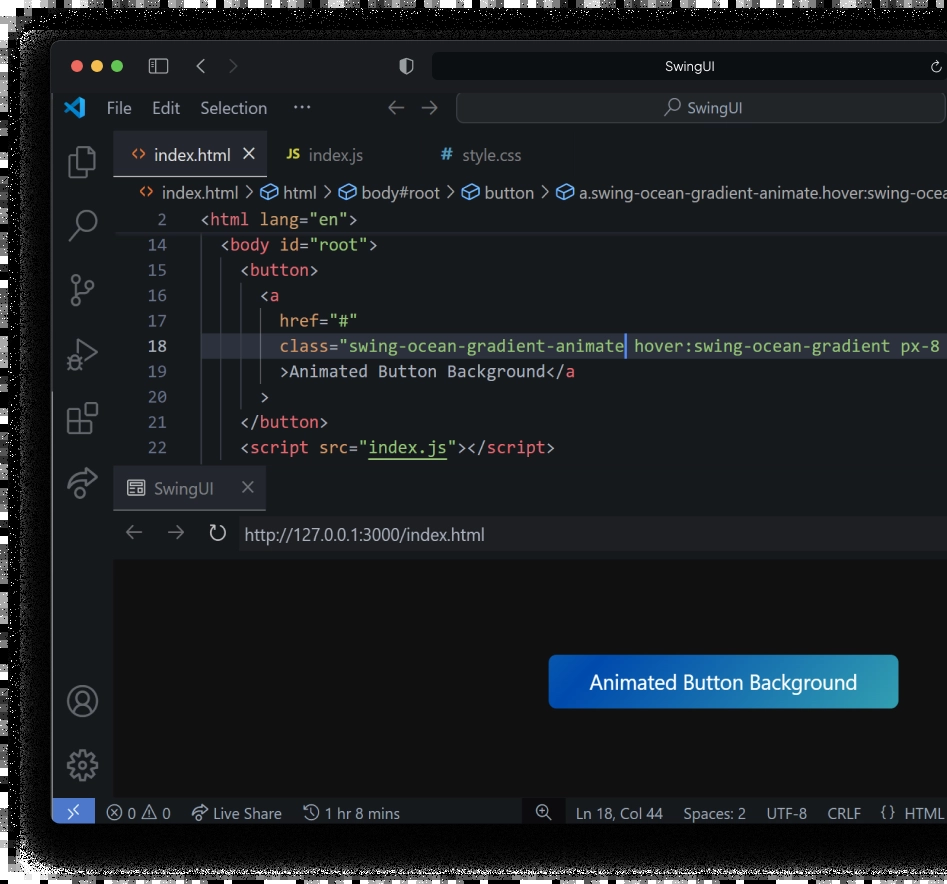 SwingUI
File Edit Selection ··· SwingUI
index.html JS index.js # style.css
index.html > html > body#root > button > a.swing-ocean-gradient-animate.hover:swing-ocea
2 <html lang="en">
14 <body id="root">
15 <button>
16 <a
17 href="#"
18 class="swing-ocean-gradient-animate hover:swing-ocean-gradient px-8
19 >Animated Button Background</a
20 >
21 </button>
22 <script src="index.js"></script>
SwingUI
http://127.0.0.1:3000/index.html
Animated Button Background
0 0 Live Share 1 hr 8 mins Ln 18, Col 44 Spaces: 2 UTF-8 CRLF {} HTML